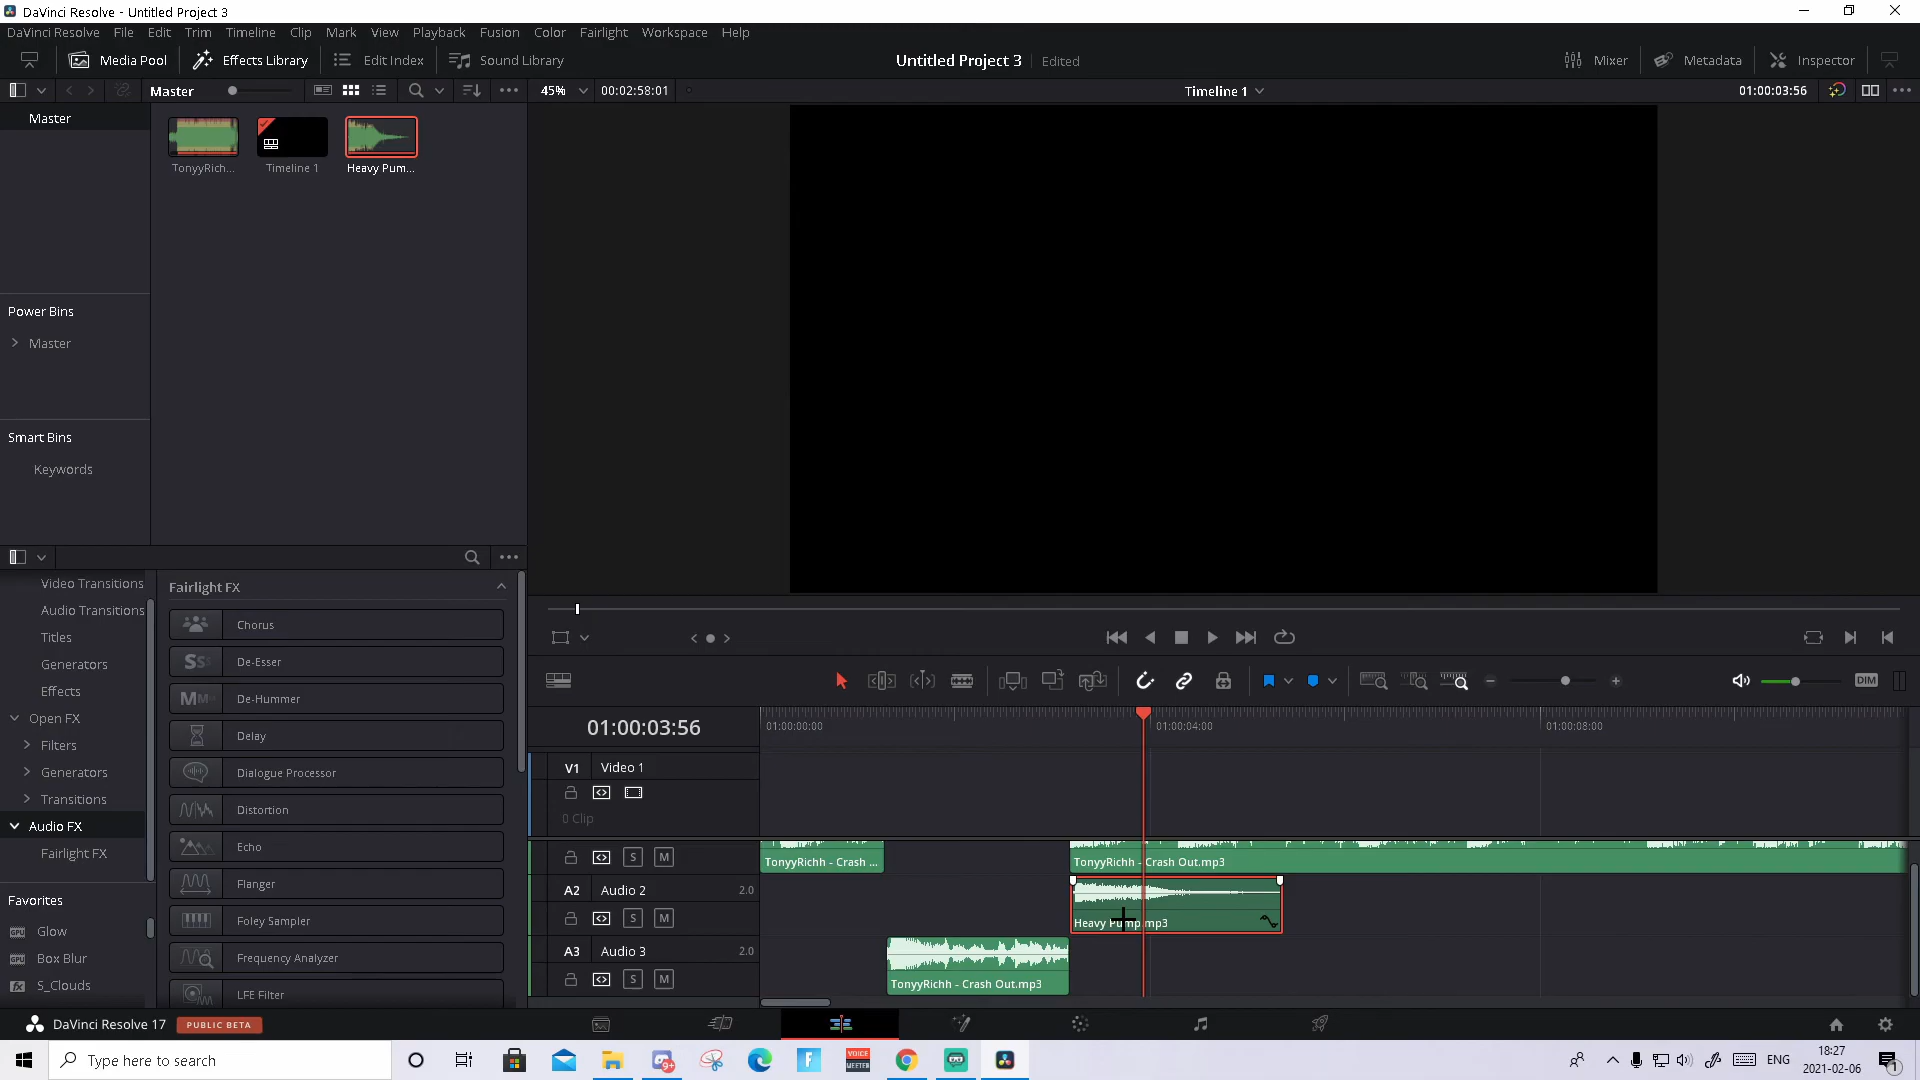 DaVinci Resolve - Untitled Project 3
DaVinci Resolve File Edit Trim Timeline Clip Mark View Playback Fusion Color Fairlight Workspace Help
Media Pool Effects Library Edit Index Sound Library Untitled Project 3 Edited Mixer Metadata Inspector
Master 45% 00:02:58:01 Timeline 1 01:00:03:56
Master
TonyyRich... Timeline 1 Heavy Pum...
Power Bins
Master
Smart Bins
Keywords
Video Transitions
Audio Transitions
Titles
Generators
Effects
Open FX
Filters
Generators
Transitions
Audio FX
Fairlight FX
Favorites
Glow
Box Blur
S_Clouds
Fairlight FX
Chorus
De-Esser
De-Hummer
Delay
Dialogue Processor
Distortion
Echo
Flanger
Foley Sampler
Frequency Analyzer
LFE Filter
DIM
01:00:03:56 01:00:00:00 01:00:04:00 01:00:08:00
V1 Video 1
0 Clip
S M TonyyRichh - Crash ... TonyyRichh - Crash Out.mp3
A2 Audio 2 2.0
S M Heavy Pump.mp3
A3 Audio 3 2.0
S M TonyyRichh - Crash Out.mp3
DaVinci Resolve 17 PUBLIC BETA
Type here to search VOICE MEETER ENG 18:27
2021-02-06